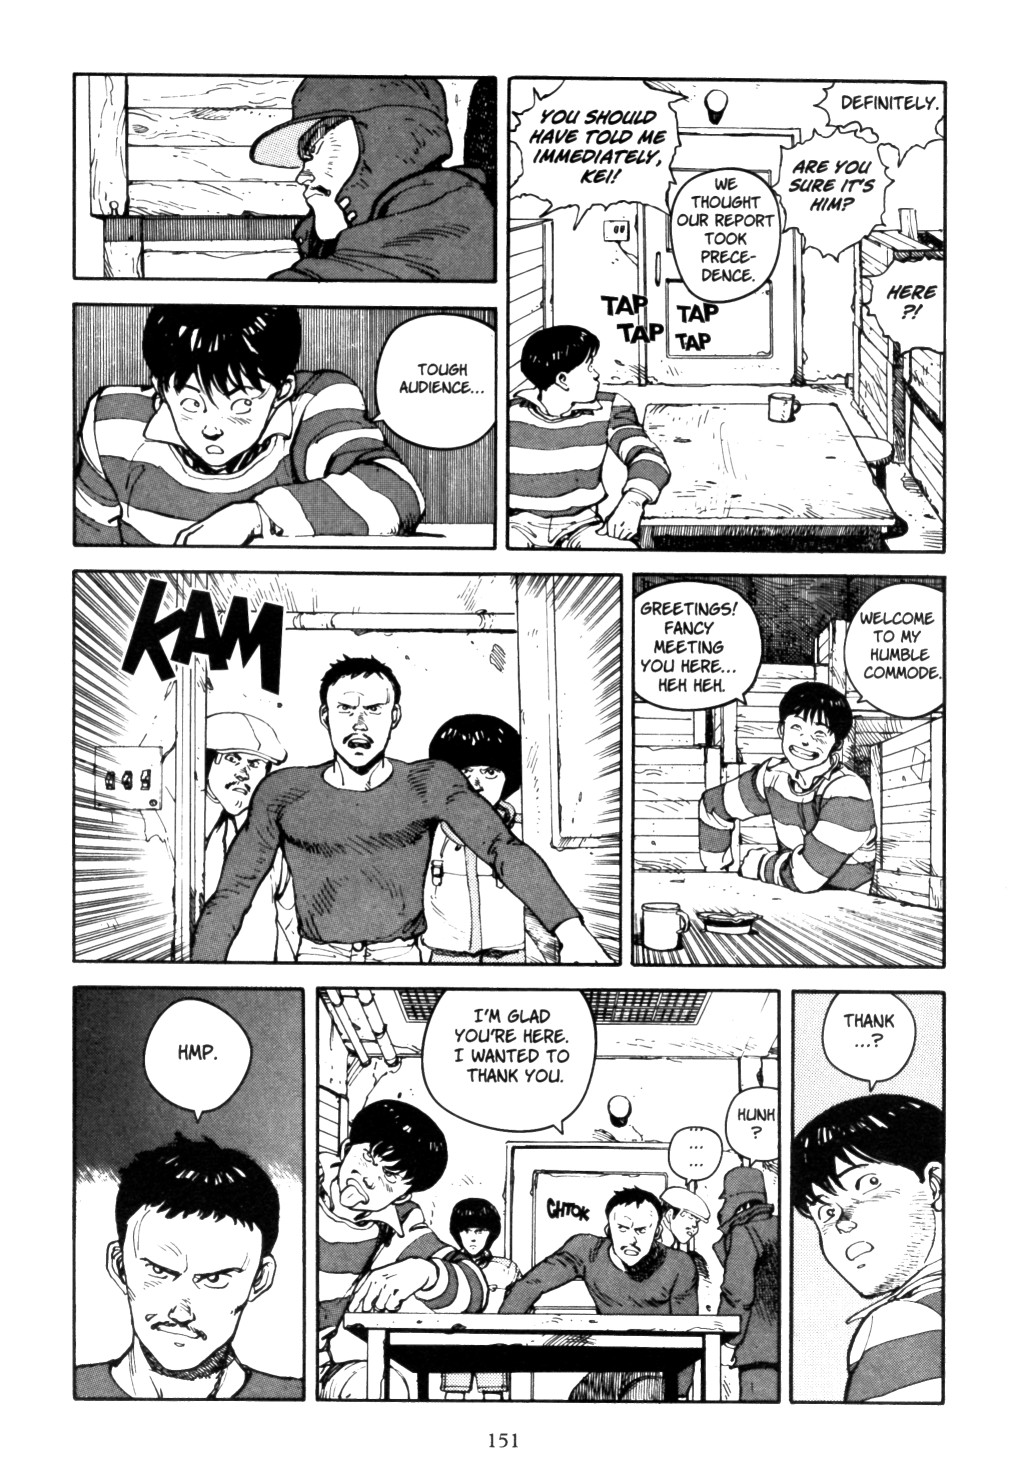 YOU SHOULD
HAVE TOLD ME
IMMEDIATELY,
KEI!
WE
THOUGHT
OUR REPORT
TOOK
PRECE-
DENCE.
ARE YOU
SURE IT'S
HIM?
DEFINITELY.
HERE
?!
TAP
TAP
TAP
TAP
TOUGH
AUDIENCE...
KAM
GREETINGS!
FANCY
MEETING
YOU HERE...
HEH HEH.
WELCOME
TO MY
HUMBLE
COMMODE.
HMP.
I'M GLAD
YOU'RE HERE.
I WANTED TO
THANK YOU.
CHTOK
...
...
...
HUNH
?
THANK
...?
151